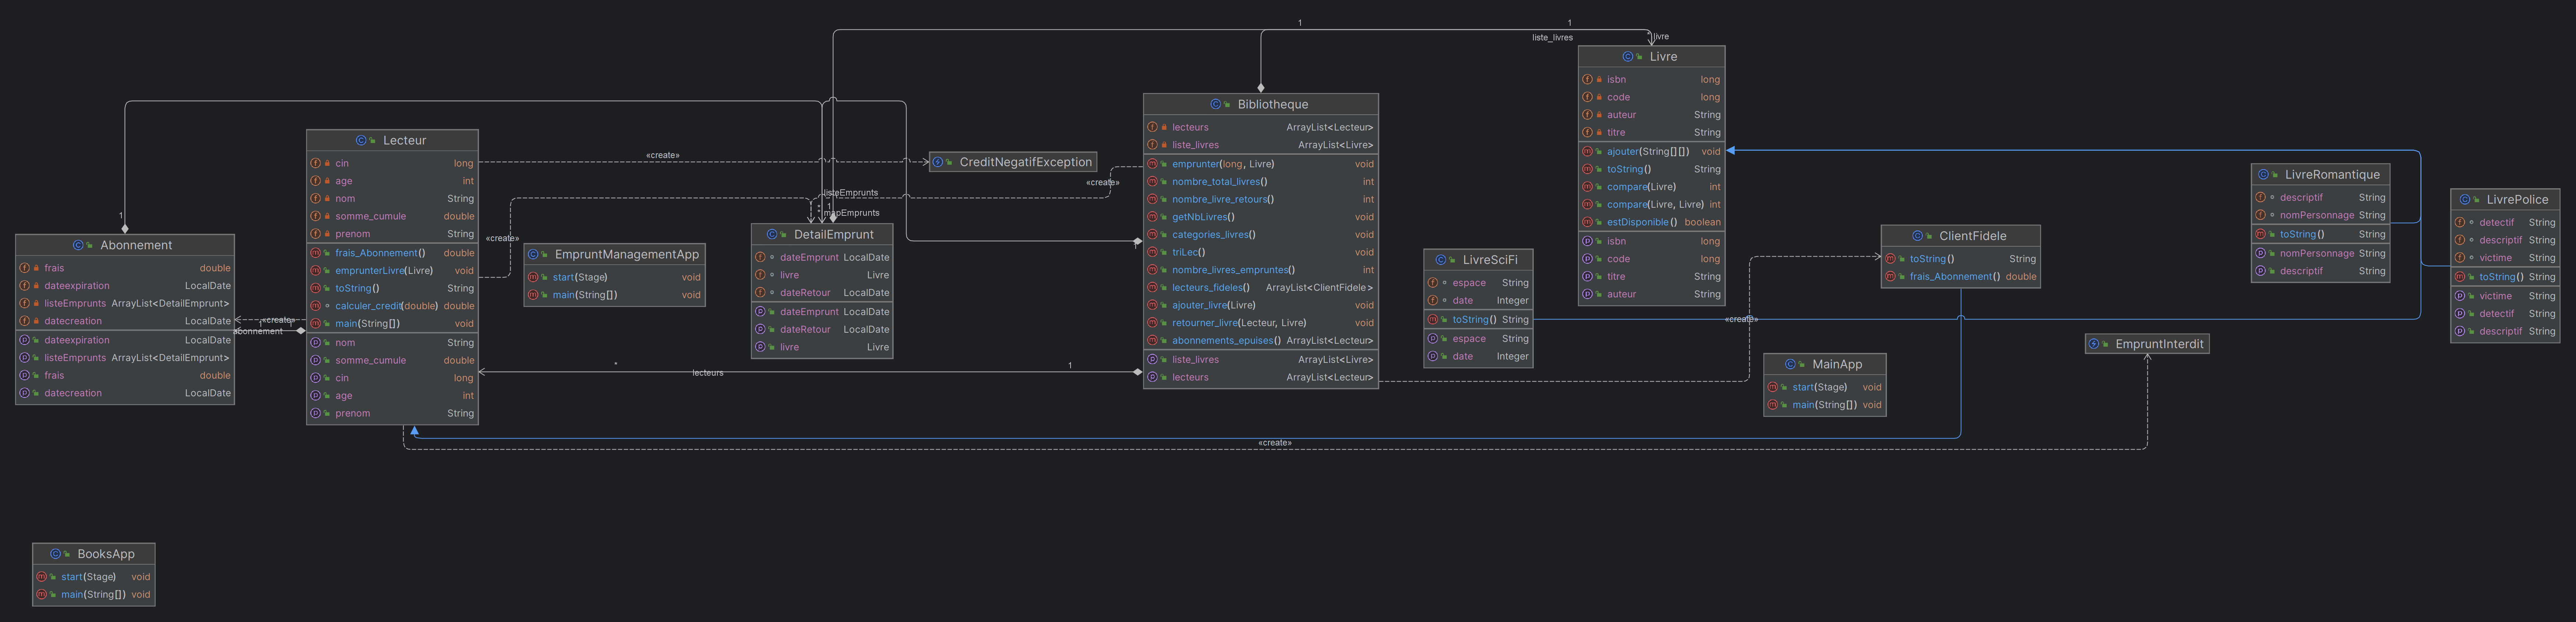 1
1
liste_livres
*
livre
Livre
isbn long
code long
auteur String
titre String
ajouter(String[][]) void
toString() String
compare(Livre) int
compare(Livre, Livre) int
estDisponible() boolean
isbn long
code long
titre String
auteur String
Bibliotheque
lecteurs ArrayList<Lecteur>
liste_livres ArrayList<Livre>
emprunter(long, Livre) void
nombre_total_livres() int
nombre_livre_retours() int
getNbLivres() void
categories_livres() void
triLec() void
nombre_livres_empruntes() int
lecteurs_fideles() ArrayList<ClientFidele>
ajouter_livre(Livre) void
retourner_livre(Lecteur, Livre) void
abonnements_epuises() ArrayList<Lecteur>
liste_livres ArrayList<Livre>
lecteurs ArrayList<Lecteur>
Lecteur
cin long
age int
nom String
somme_cumule double
prenom String
frais_Abonnement() double
emprunterLivre(Livre) void
toString() String
calculer_credit(double) double
main(String[]) void
nom String
somme_cumule double
cin long
age int
prenom String
«create»
CreditNegatifException
«create»
listeEmprunts
1
mapEmprunts
1
«create»
Abonnement
frais double
dateexpiration LocalDate
listeEmprunts ArrayList<DetailEmprunt>
datecreation LocalDate
dateexpiration LocalDate
listeEmprunts ArrayList<DetailEmprunt>
frais double
datecreation LocalDate
«create»
1
1
abonnement
EmpruntManagementApp
start(Stage) void
main(String[]) void
DetailEmprunt
dateEmprunt LocalDate
livre Livre
dateRetour LocalDate
dateEmprunt LocalDate
dateRetour LocalDate
livre Livre
1
*
lecteurs
1
LivreSciFi
espace String
date Integer
toString() String
espace String
date Integer
«create»
ClientFidele
toString() String
frais_Abonnement() double
MainApp
start(Stage) void
main(String[]) void
LivreRomantique
descriptif String
nomPersonnage String
toString() String
nomPersonnage String
descriptif String
LivrePolice
detectif String
descriptif String
victime String
toString() String
victime String
detectif String
descriptif String
EmpruntInterdit
«create»
BooksApp
start(Stage) void
main(String[]) void